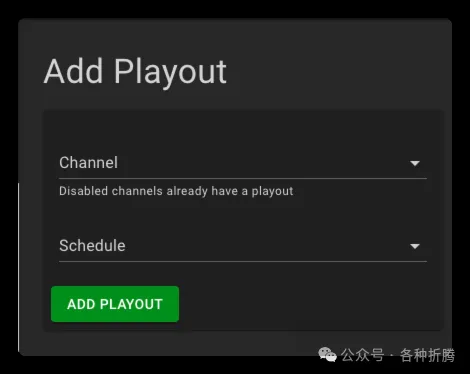 Add Playout
Channel
Disabled channels already have a playout
Schedule
ADD PLAYOUT
公众号 · 各种折腾